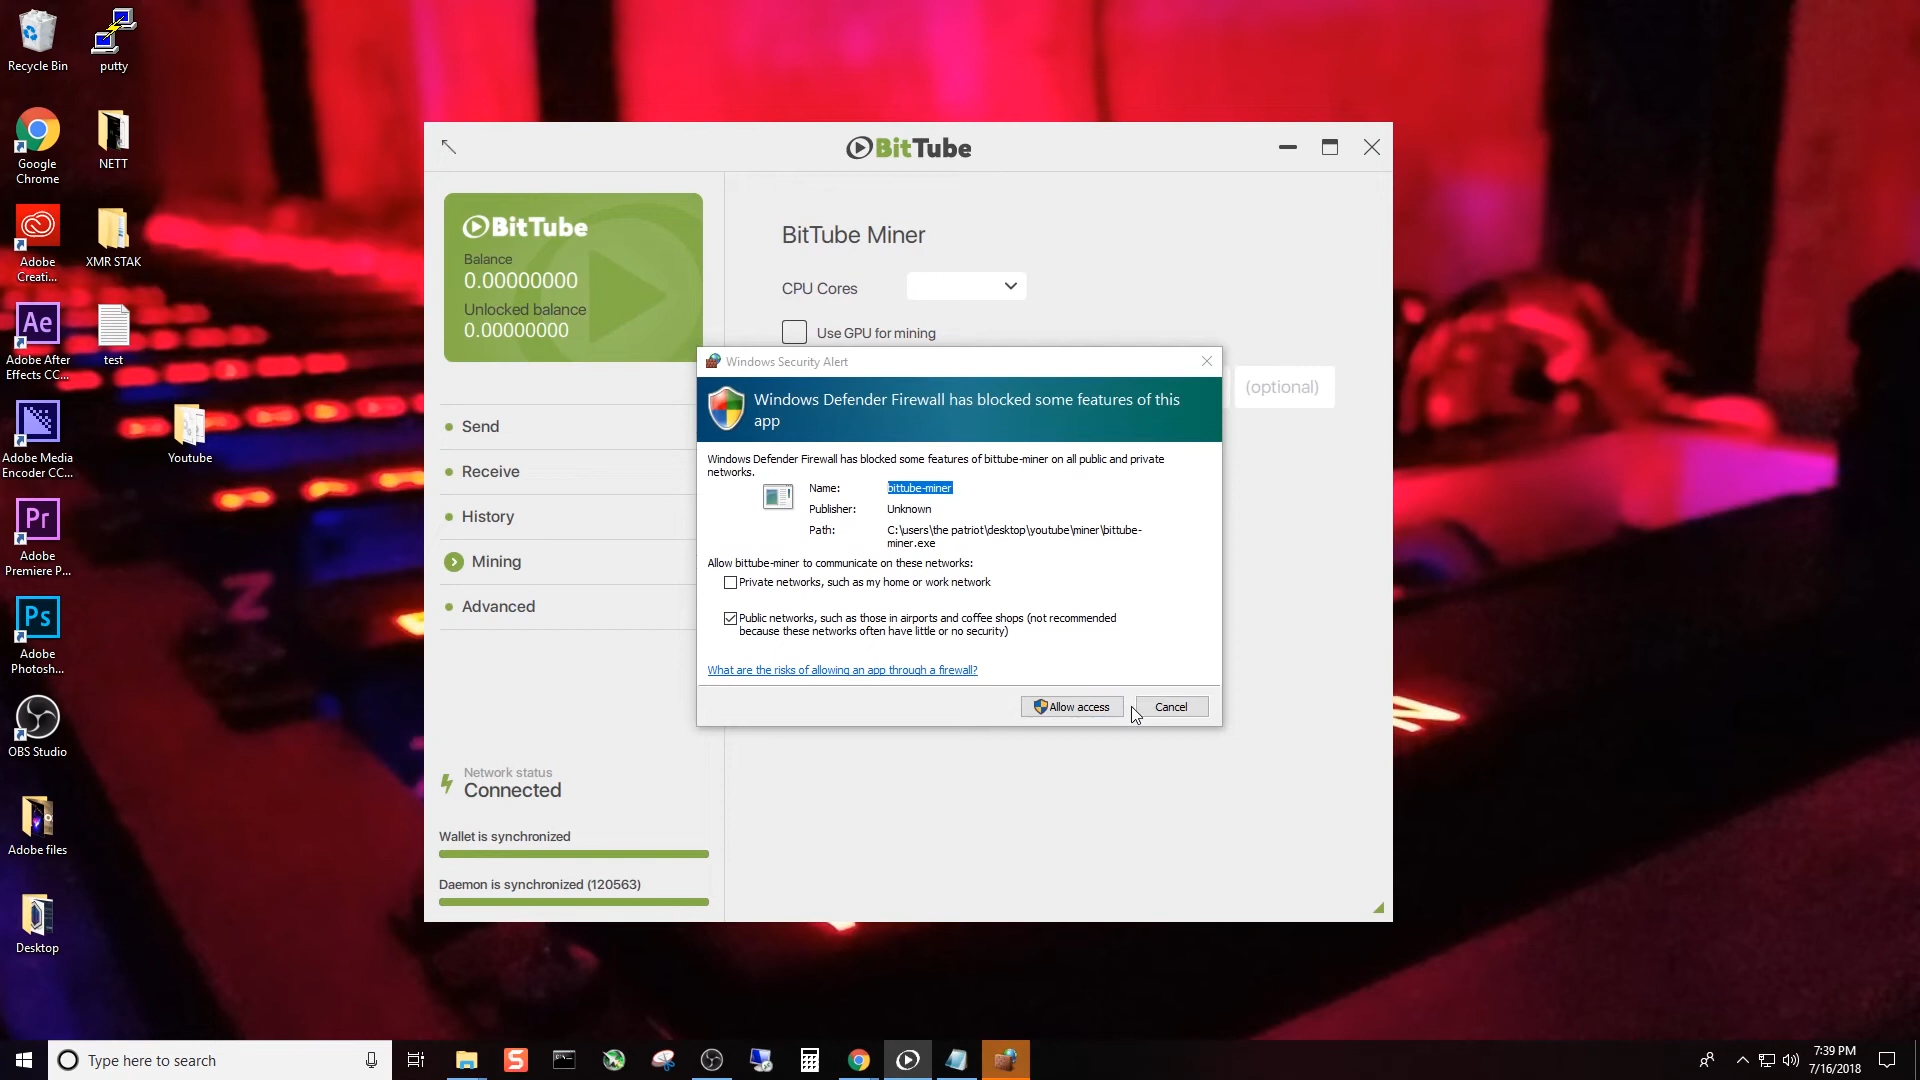 Recycle Bin
putty
Google
Chrome
NETT
Adobe
Creati...
XMR STAK
Ae
Adobe After
Effects CC...
test
Adobe Media
Encoder CC...
Youtube
Pr
Adobe
Premiere P...
Ps
Adobe
Photosh...
OBS Studio
Adobe files
Desktop
BitTube
BitTube
Balance
0.00000000
Unlocked balance
0.00000000
Send
Receive
History
Mining
Advanced
Network status
Connected
Wallet is synchronized
Daemon is synchronized (120563)
BitTube Miner
CPU Cores
Use GPU for mining
(optional)
Windows Security Alert
Windows Defender Firewall has blocked some features of this
app
Windows Defender Firewall has blocked some features of bittube-miner on all public and private
networks.
Name: bittube-miner
Publisher: Unknown
Path: C:\users\the patriot\desktop\youtube\miner\bittube-
miner.exe
Allow bittube-miner to communicate on these networks:
Private networks, such as my home or work network
Public networks, such as those in airports and coffee shops (not recommended
because these networks often have little or no security)
What are the risks of allowing an app through a firewall?
Allow access
Cancel
Type here to search
7:39 PM
7/16/2018